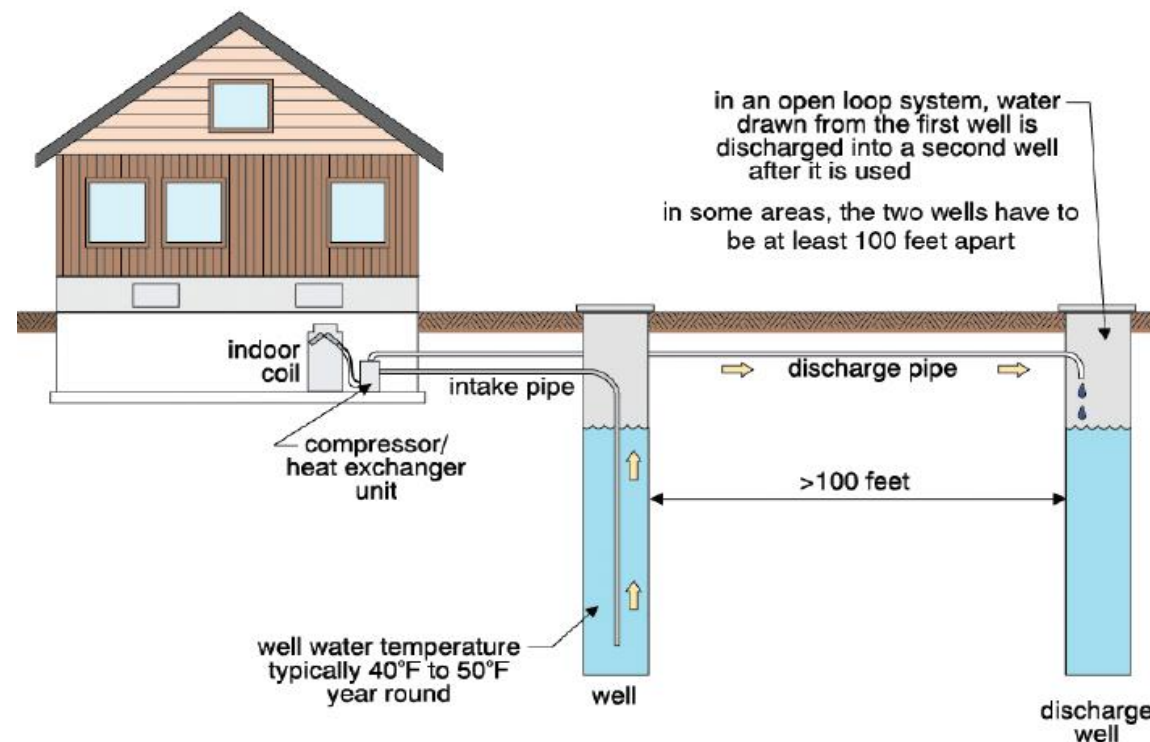 in an open loop system, water
drawn from the first well is
discharged into a second well
after it is used
in some areas, the two wells have to
be at least 100 feet apart
indoor
coil
intake pipe
discharge pipe
compressor/
heat exchanger
unit
>100 feet
well water temperature
typically 40°F to 50°F
year round
well
discharge
well